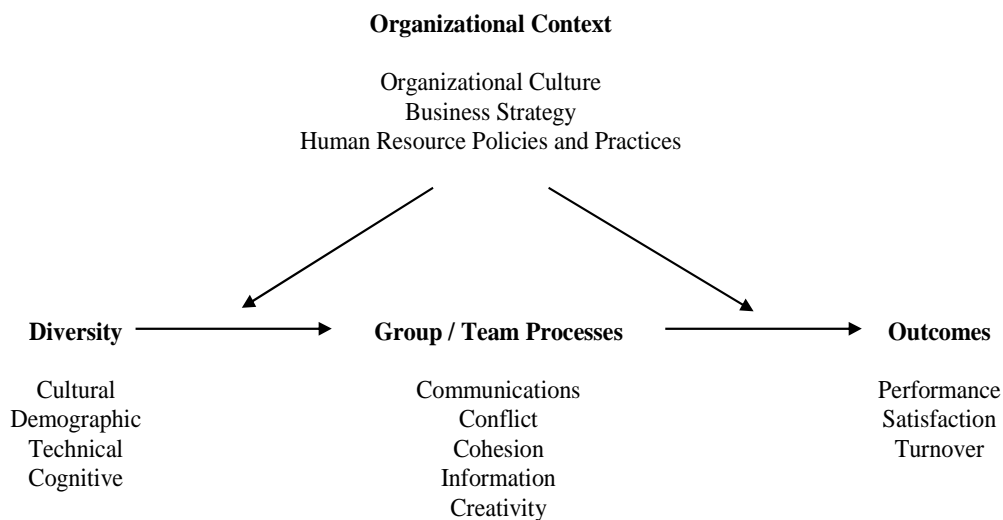 Organizational Context
Organizational Culture
Business Strategy
Human Resource Policies and Practices
Diversity
Cultural
Demographic
Technical
Cognitive
Group / Team Processes
Communications
Conflict
Cohesion
Information
Creativity
Outcomes
Performance
Satisfaction
Turnover